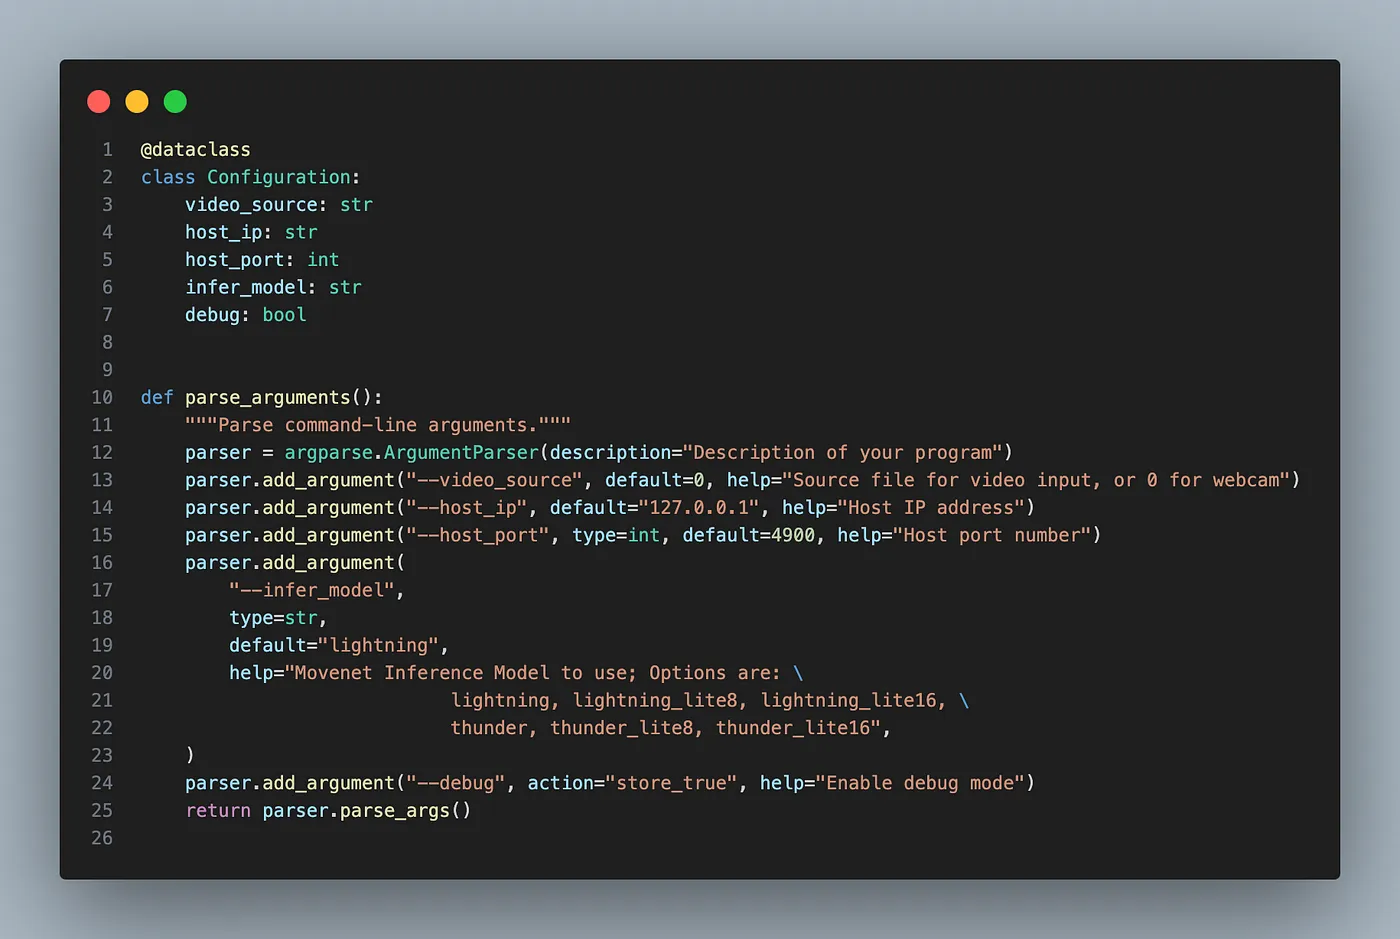 1 @dataclass
2 class Configuration:
3     video_source: str
4     host_ip: str
5     host_port: int
6     infer_model: str
7     debug: bool
8
9
10 def parse_arguments():
11     """Parse command-line arguments."""
12     parser = argparse.ArgumentParser(description="Description of your program")
13     parser.add_argument("--video_source", default=0, help="Source file for video input, or 0 for webcam")
14     parser.add_argument("--host_ip", default="127.0.0.1", help="Host IP address")
15     parser.add_argument("--host_port", type=int, default=4900, help="Host port number")
16     parser.add_argument(
17         "--infer_model",
18         type=str,
19         default="lightning",
20         help="Movenet Inference Model to use; Options are: \
21                             lightning, lightning_lite8, lightning_lite16, \
22                             thunder, thunder_lite8, thunder_lite16",
23     )
24     parser.add_argument("--debug", action="store_true", help="Enable debug mode")
25     return parser.parse_args()
26